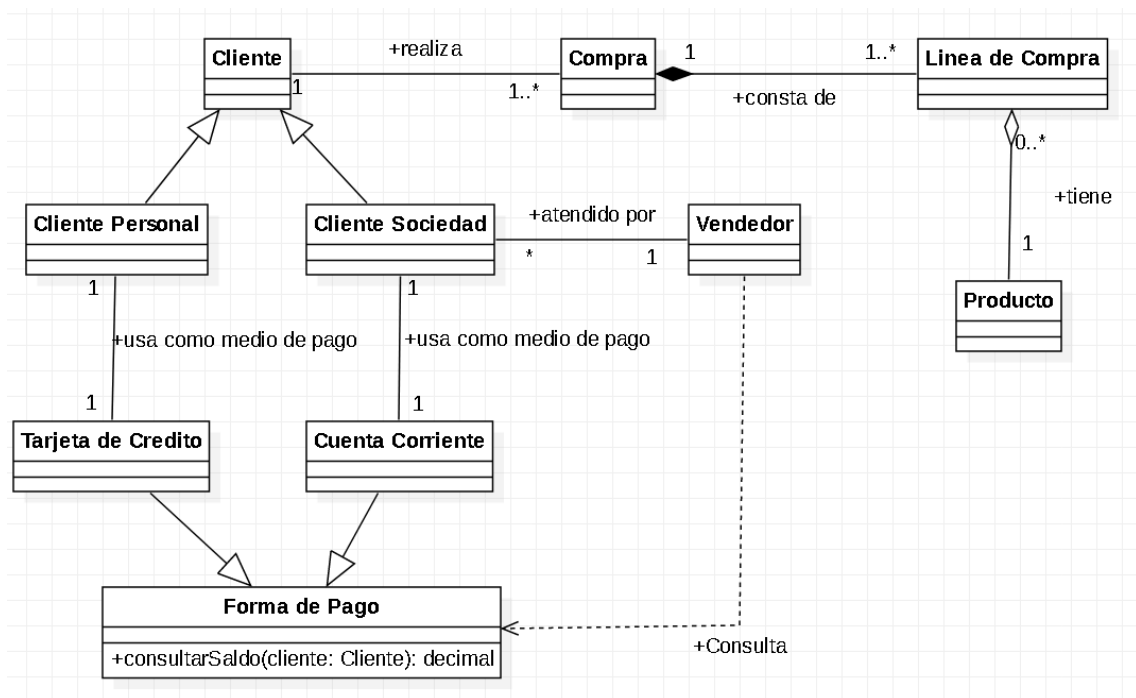 Cliente
+realiza
Compra
1
1..*
Linea de Compra
1
1..*
+consta de
0..*
+tiene
1
Producto
Cliente Personal
Cliente Sociedad
+atendido por
*
1
Vendedor
1
+usa como medio de pago
1
1
+usa como medio de pago
1
Tarjeta de Credito
Cuenta Corriente
Forma de Pago
+consultarSaldo(cliente: Cliente): decimal
+Consulta